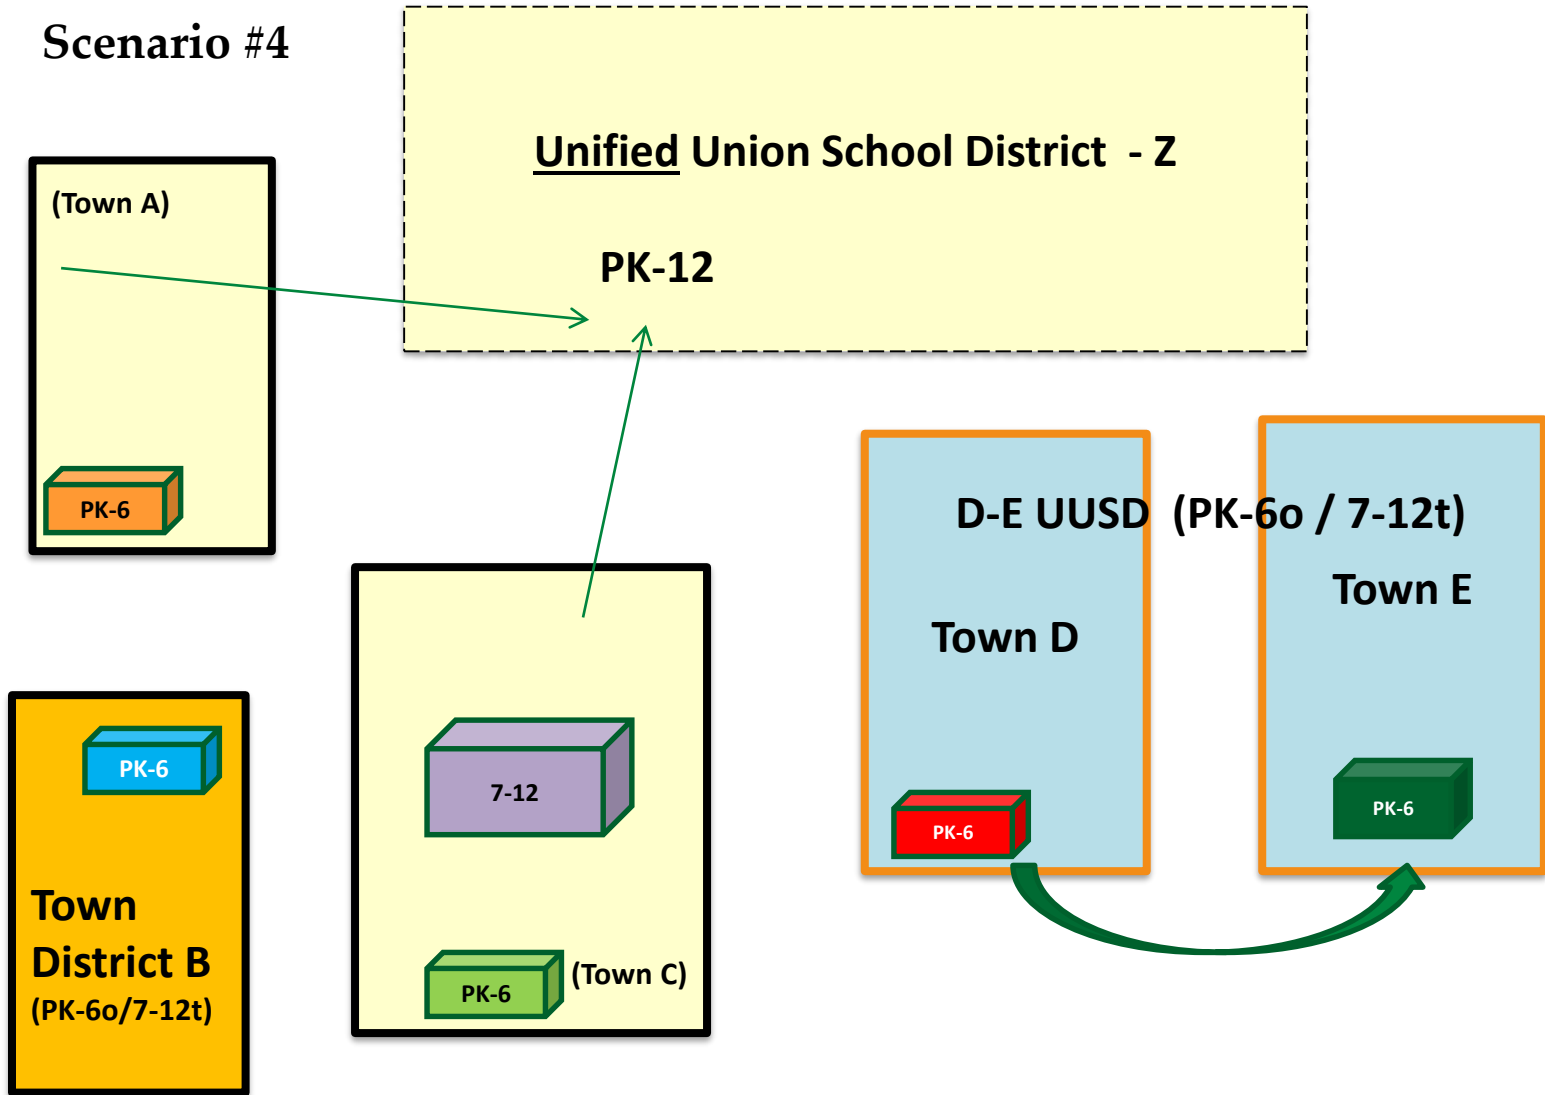 Scenario #4
Unified Union School District - Z
PK-12
(Town A)
PK-6
D-E UUSD (PK-6o / 7-12t)
Town E
Town D
PK-6
7-12
PK-6
PK-6
Town
District B
(PK-6o/7-12t)
(Town C)
PK-6